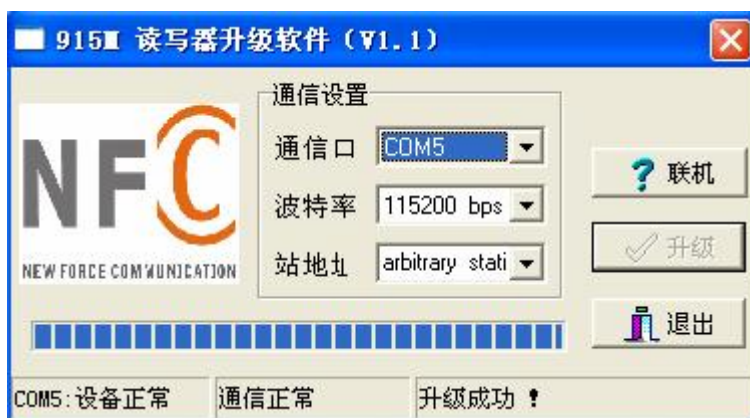 915M 读写器升级软件（V1.1）
NFC
NEW FORCE COMMUNICATION
通信设置
通信口 COM5
波特率 115200 bps
站地址 arbitrary stati
联机
升级
退出
COM5:设备正常 通信正常 升级成功！